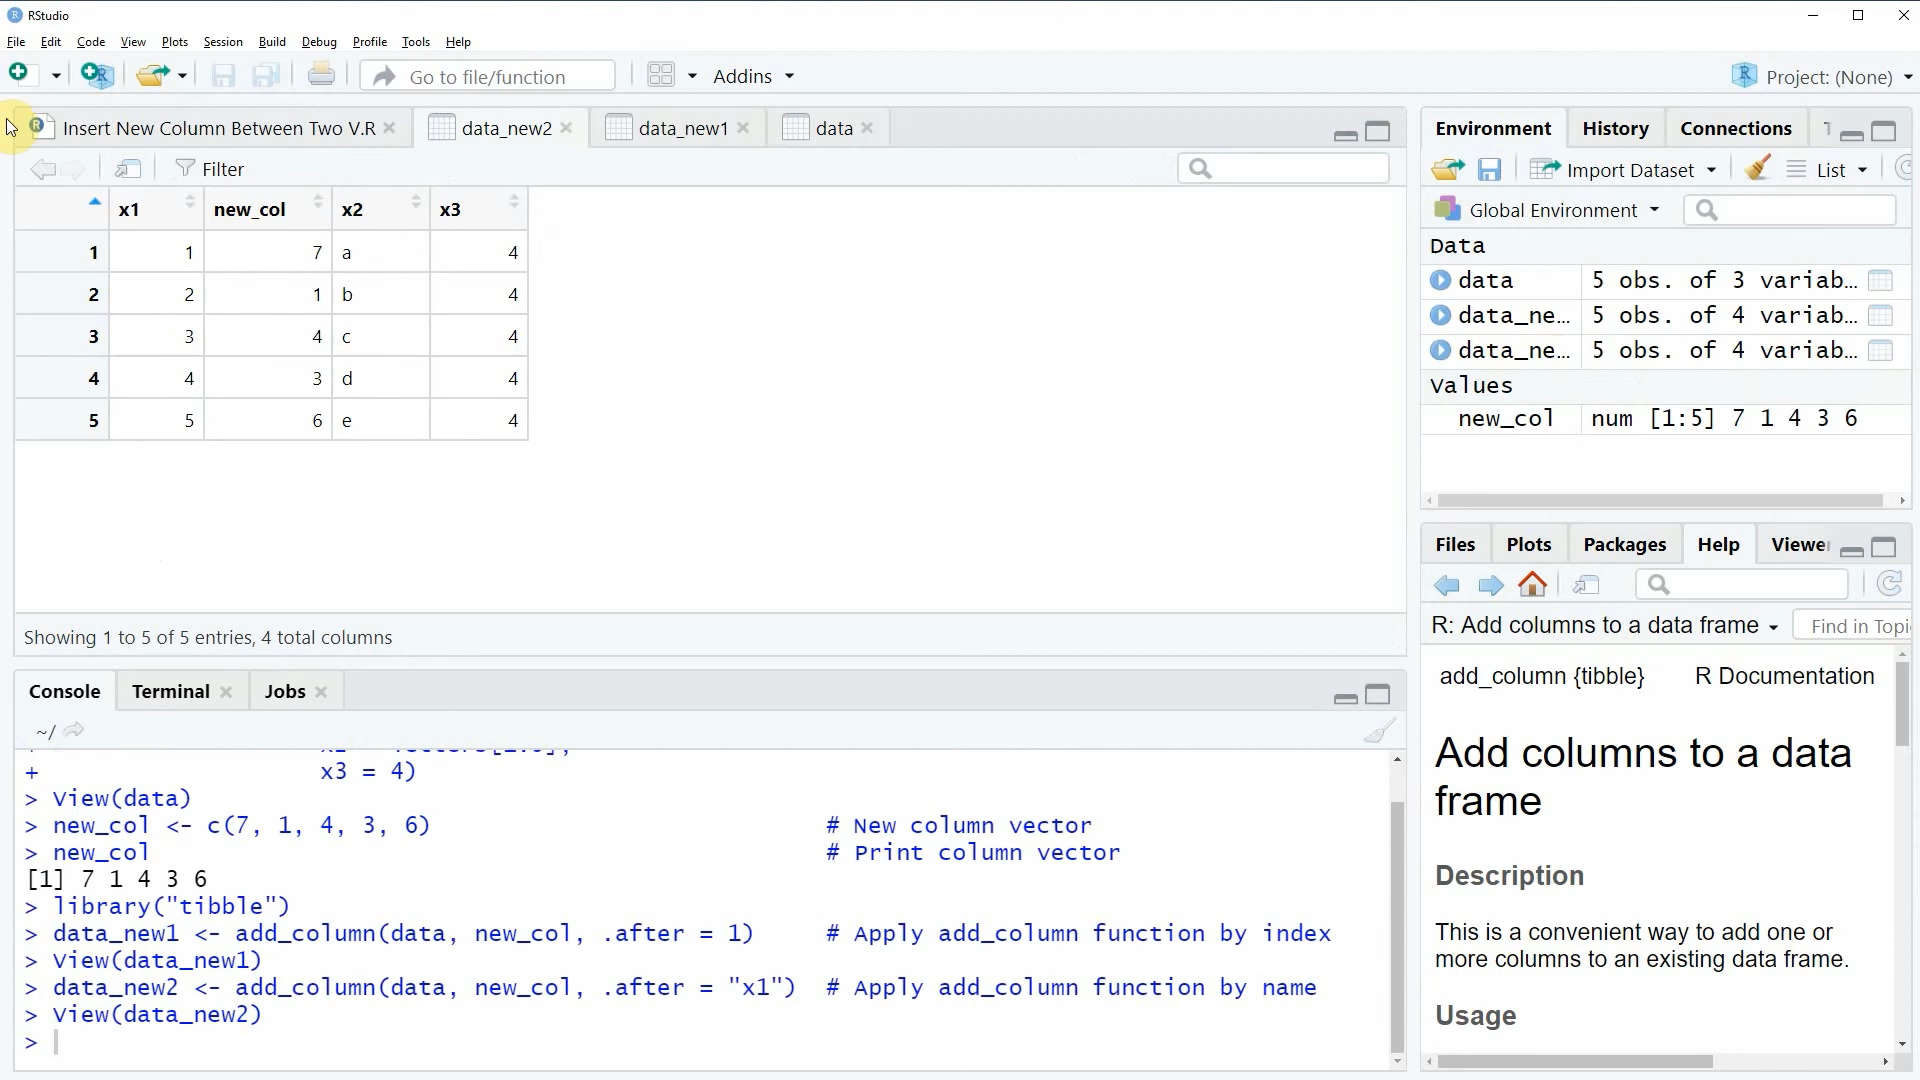 RStudio
File Edit Code View Plots Session Build Debug Profile Tools Help
Go to file/function
Addins
Project: (None)
Insert New Column Between Two V.R
data_new2
data_new1
data
Filter
x1 new_col x2 x3
1 1 7 a 4
2 2 1 b 4
3 3 4 c 4
4 4 3 d 4
5 5 6 e 4
Showing 1 to 5 of 5 entries, 4 total columns
Console Terminal Jobs
~/
+ x3 = 4)
> View(data)
> new_col <- c(7, 1, 4, 3, 6) # New column vector
> new_col # Print column vector
[1] 7 1 4 3 6
> library("tibble")
> data_new1 <- add_column(data, new_col, .after = 1) # Apply add_column function by index
> View(data_new1)
> data_new2 <- add_column(data, new_col, .after = "x1") # Apply add_column function by name
> View(data_new2)
>
Environment History Connections
Import Dataset
List
Global Environment
Data
data 5 obs. of 3 variab…
data_ne… 5 obs. of 4 variab…
data_ne… 5 obs. of 4 variab…
Values
new_col num [1:5] 7 1 4 3 6
Files Plots Packages Help Viewer
R: Add columns to a data frame
Find in Topi
add_column {tibble} R Documentation
Add columns to a data
frame
Description
This is a convenient way to add one or
more columns to an existing data frame.
Usage